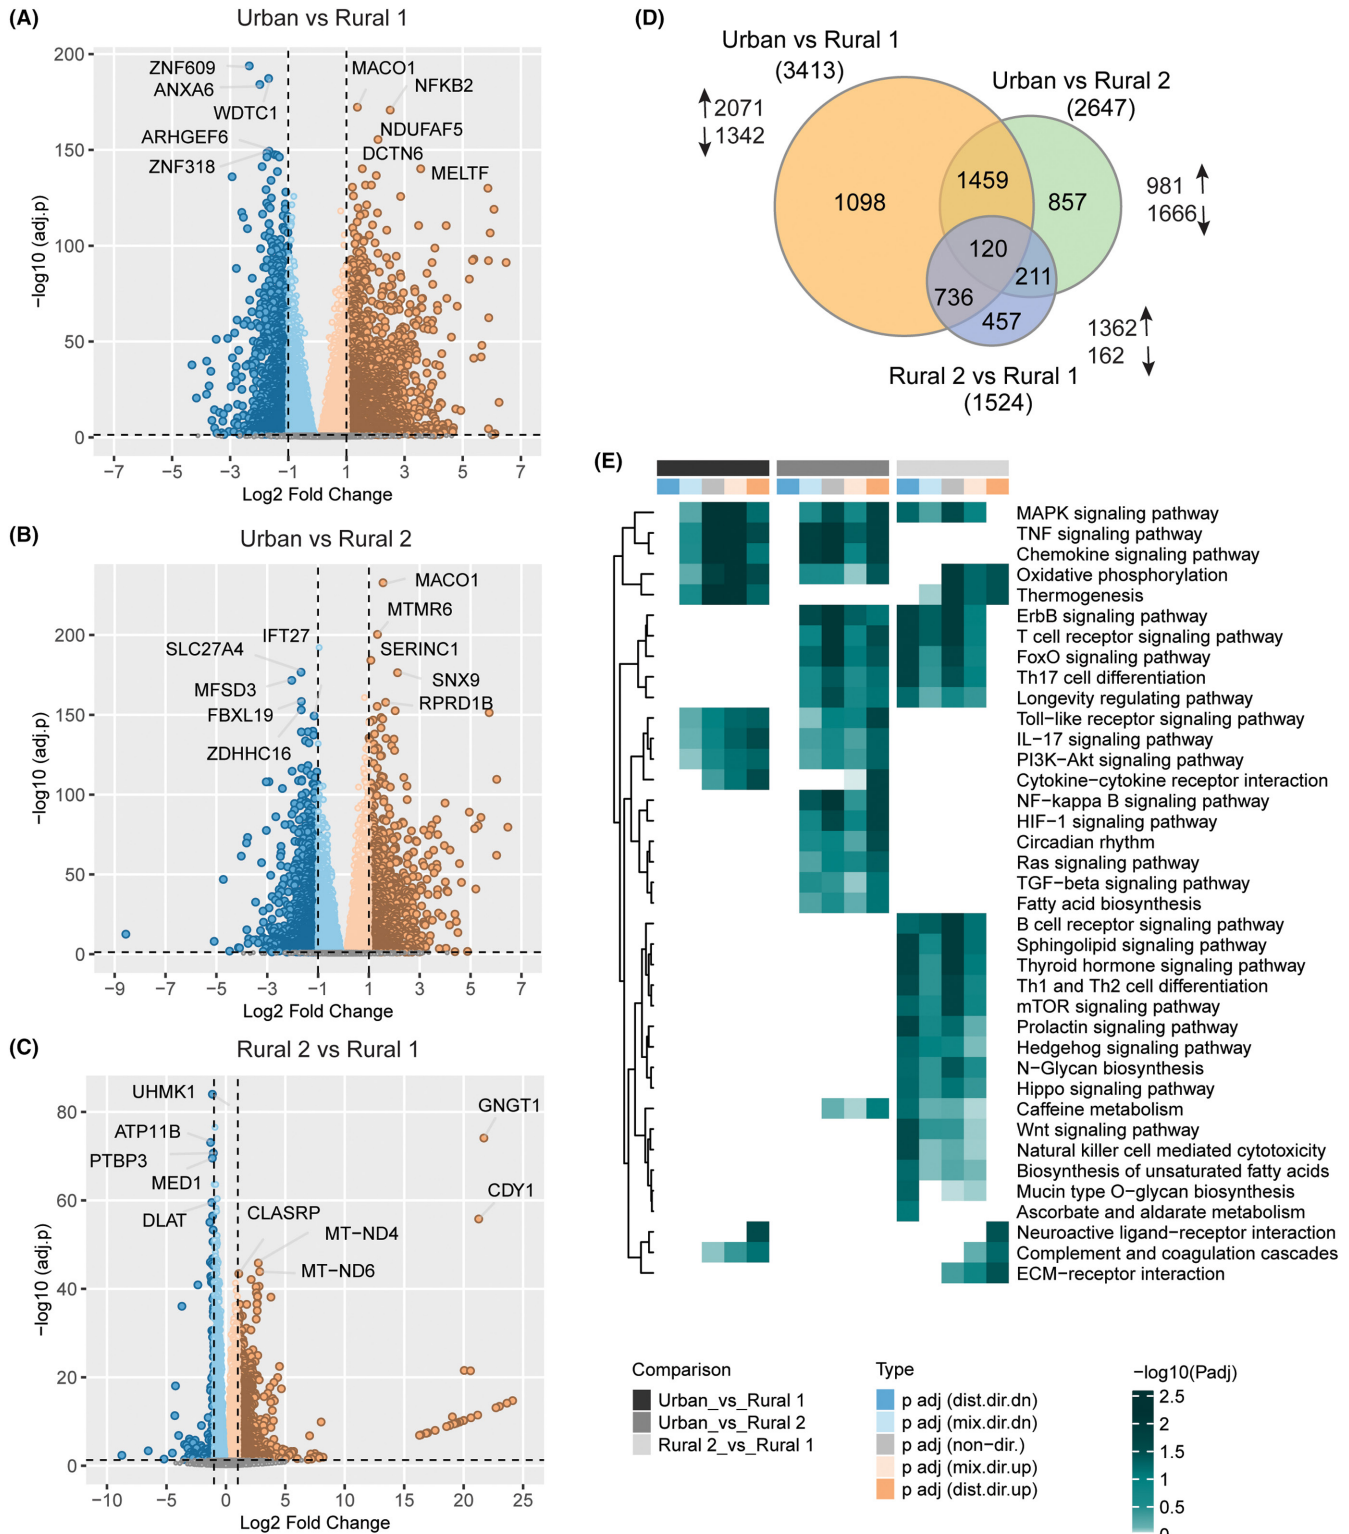 (A)
Urban vs Rural 1
200
150
100
50
0
−log10 (adj.p)
ZNF609
ANXA6
WDTC1
ARHGEF6
ZNF318
MACO1
NFKB2
NDUFAF5
DCTN6
MELTF
−7
−5
−3
−1
1
3
5
7
Log2 Fold Change
(B)
Urban vs Rural 2
200
150
100
50
0
−log10 (adj.p)
MACO1
MTMR6
IFT27
SLC27A4
SERINC1
SNX9
MFSD3
RPRD1B
FBXL19
ZDHHC16
−9
−7
−5
−3
−1
1
3
5
7
Log2 Fold Change
(C)
Rural 2 vs Rural 1
80
60
40
20
0
−log10 (adj.p)
UHMK1
ATP11B
PTBP3
MED1
DLAT
GNGT1
CDY1
CLASRP
MT−ND4
MT−ND6
−10
−5
0
5
10
15
20
25
Log2 Fold Change
(D)
Urban vs Rural 1
(3413)
2071
1342
Urban vs Rural 2
(2647)
981
1666
1098
1459
857
120
211
736
457
1362
162
Rural 2 vs Rural 1
(1524)
(E)
MAPK signaling pathway
TNF signaling pathway
Chemokine signaling pathway
Oxidative phosphorylation
Thermogenesis
ErbB signaling pathway
T cell receptor signaling pathway
FoxO signaling pathway
Th17 cell differentiation
Longevity regulating pathway
Toll−like receptor signaling pathway
IL−17 signaling pathway
PI3K−Akt signaling pathway
Cytokine−cytokine receptor interaction
NF−kappa B signaling pathway
HIF−1 signaling pathway
Circadian rhythm
Ras signaling pathway
TGF−beta signaling pathway
Fatty acid biosynthesis
B cell receptor signaling pathway
Sphingolipid signaling pathway
Thyroid hormone signaling pathway
Th1 and Th2 cell differentiation
mTOR signaling pathway
Prolactin signaling pathway
Hedgehog signaling pathway
N−Glycan biosynthesis
Hippo signaling pathway
Caffeine metabolism
Wnt signaling pathway
Natural killer cell mediated cytotoxicity
Biosynthesis of unsaturated fatty acids
Mucin type O−glycan biosynthesis
Ascorbate and aldarate metabolism
Neuroactive ligand−receptor interaction
Complement and coagulation cascades
ECM−receptor interaction
Comparison
Urban_vs_Rural 1
Urban_vs_Rural 2
Rural 2_vs_Rural 1
Type
p adj (dist.dir.dn)
p adj (mix.dir.dn)
p adj (non−dir.)
p adj (mix.dir.up)
p adj (dist.dir.up)
−log10(Padj)
2.5
2
1.5
1
0.5
0